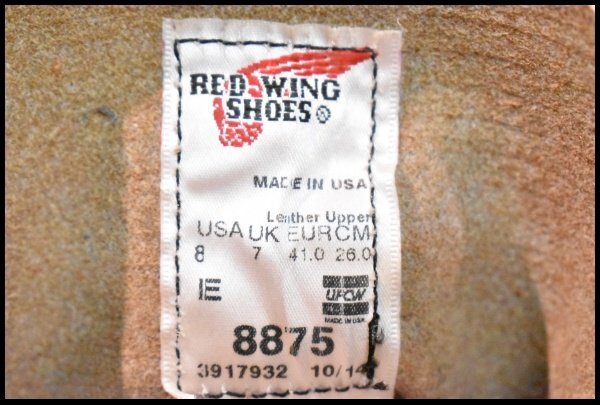 RED WING
SHOES®
MADE IN USA
Leather Upper
USA UK EUR CM
8 7 41.0 26.0
E
UFCW
MADE IN USA
8875
3917932 10/14